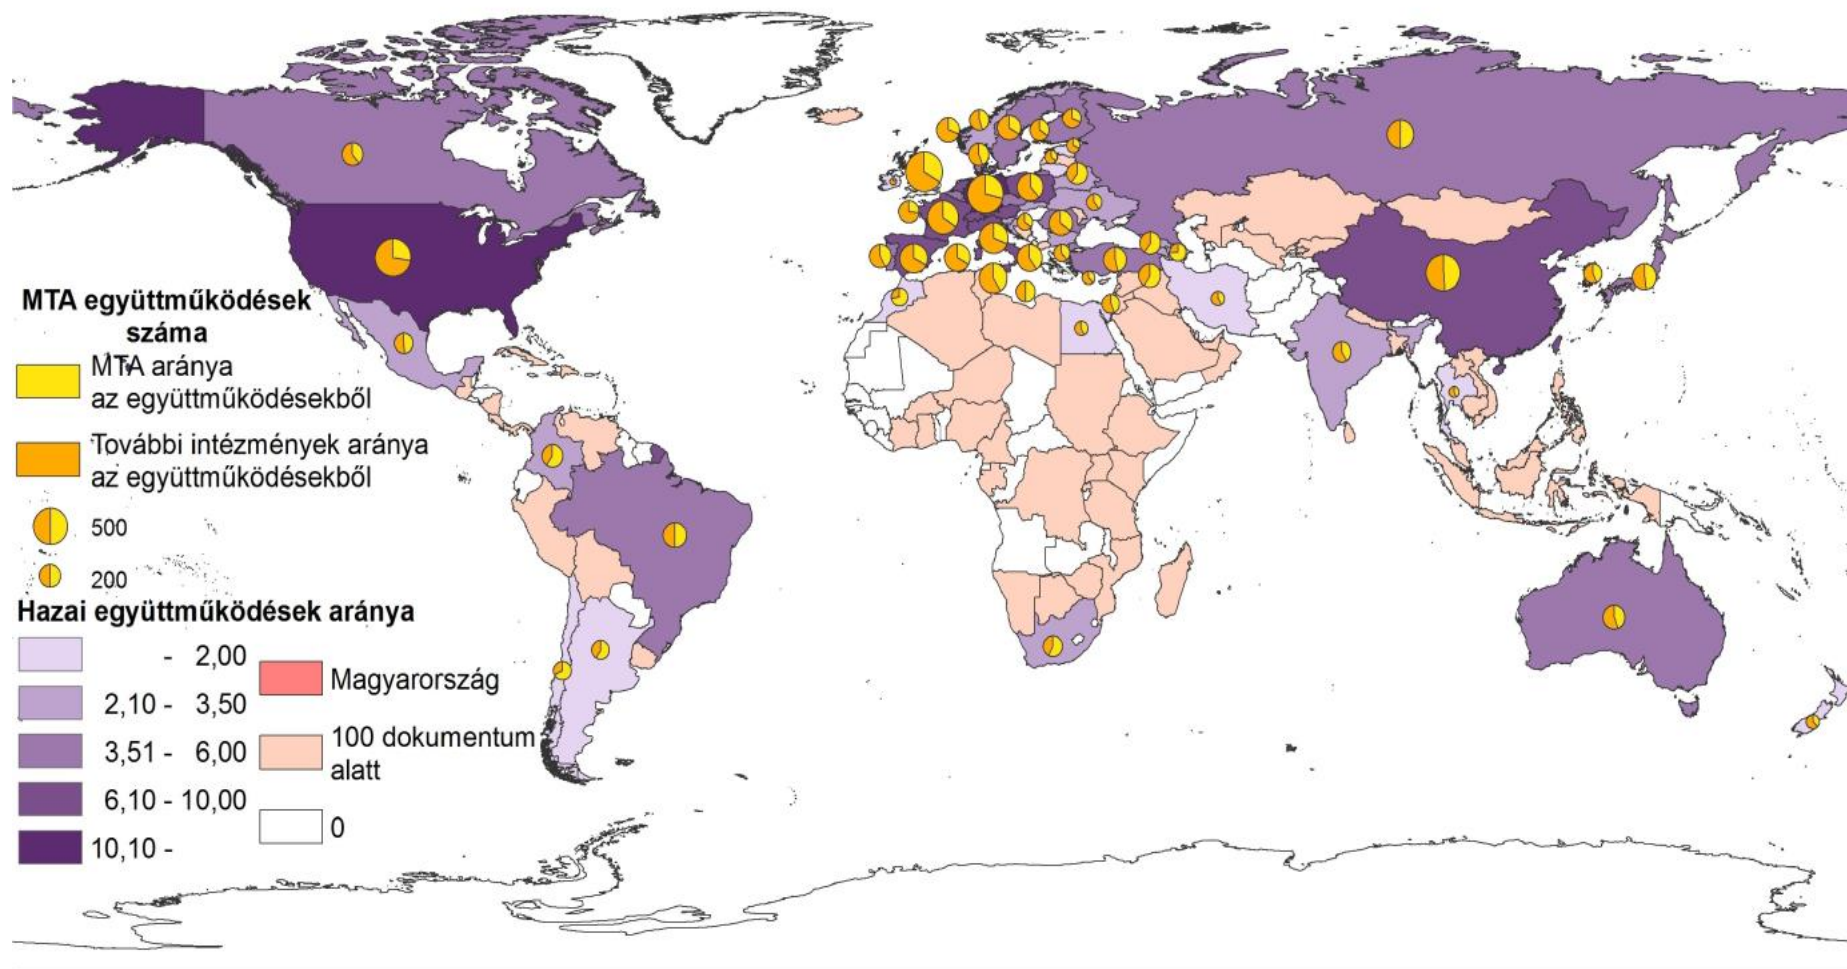 MTA együttműködések
száma
MTA aránya
az együttműködésekből
További intézmények aránya
az együttműködésekből
500
200
Hazai együttműködések aránya
- 2,00
2,10 - 3,50
3,51 - 6,00
6,10 - 10,00
10,10 -
Magyarország
100 dokumentum
alatt
0